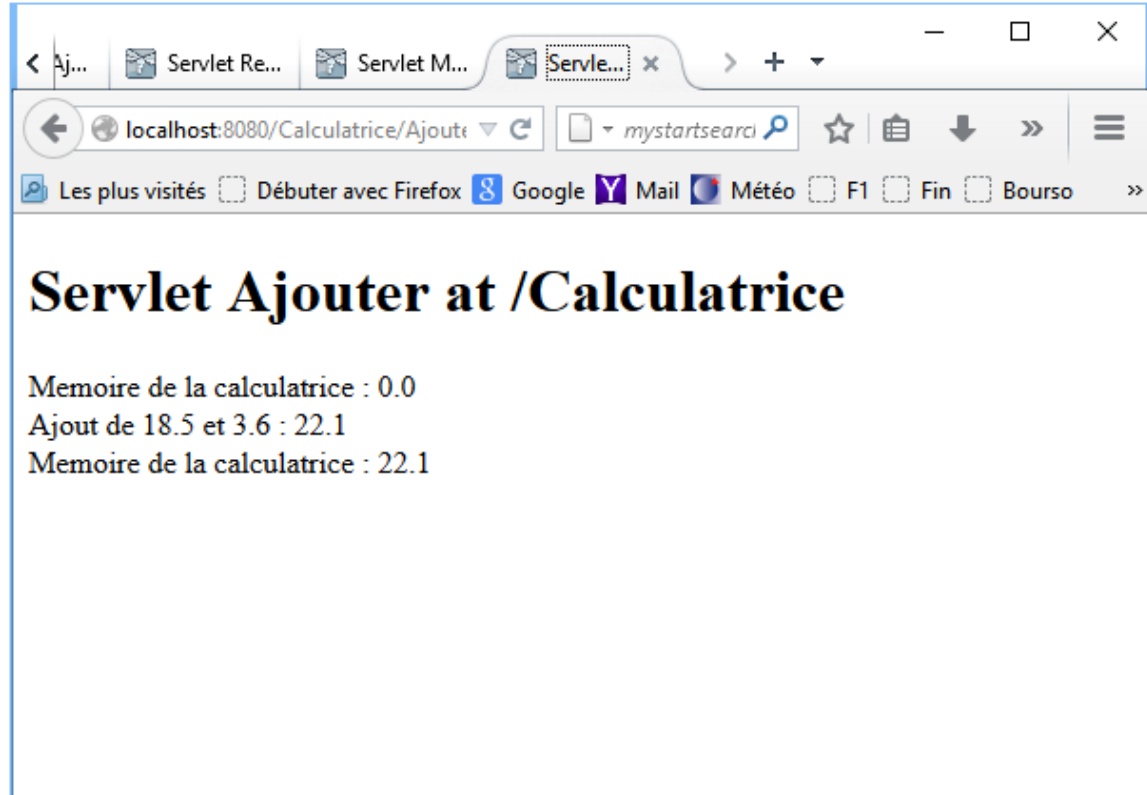 Aj... Servlet Re... Servlet M... Servle...
localhost:8080/Calculatrice/Ajoute mystartsearc
Les plus visités Débuter avec Firefox 8 Google Y Mail Météo F1 Fin Bourso
Servlet Ajouter at /Calculatrice
Memoire de la calculatrice : 0.0
Ajout de 18.5 et 3.6 : 22.1
Memoire de la calculatrice : 22.1